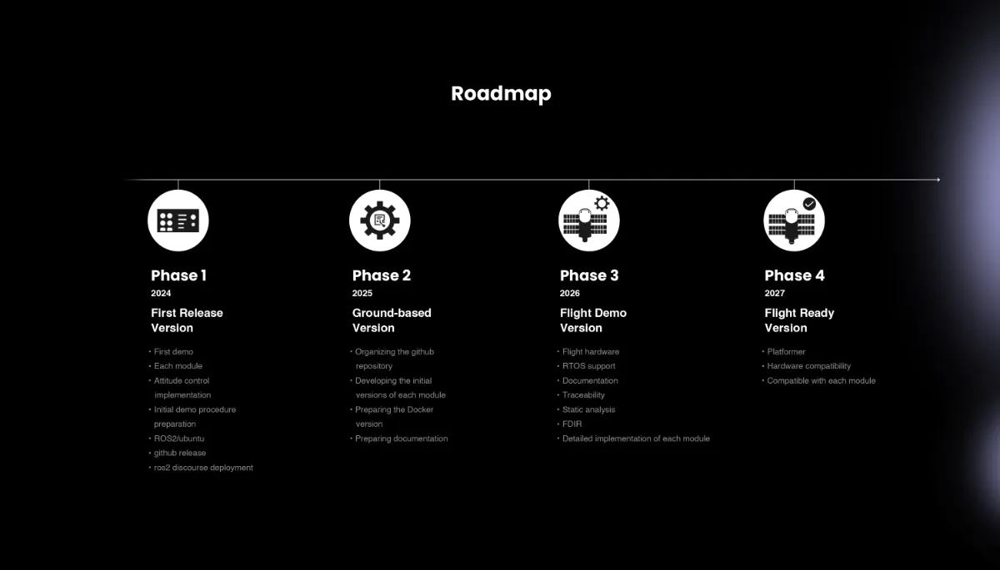 Roadmap
Phase 1
2024
First Release
Version
• First demo
• Each module
• Attitude control
implementation
• Initial demo procedure
preparation
• ROS2/ubuntu
• github release
• ros2 discourse deployment
Phase 2
2025
Ground-based
Version
• Organizing the github
repository
• Developing the initial
versions of each module
• Preparing the Docker
version
• Preparing documentation
Phase 3
2026
Flight Demo
Version
• Flight hardware
• RTOS support
• Documentation
• Traceability
• Static analysis
• FDIR
• Detailed implementation of each module
Phase 4
2027
Flight Ready
Version
• Platformer
• Hardware compatibility
• Compatible with each module